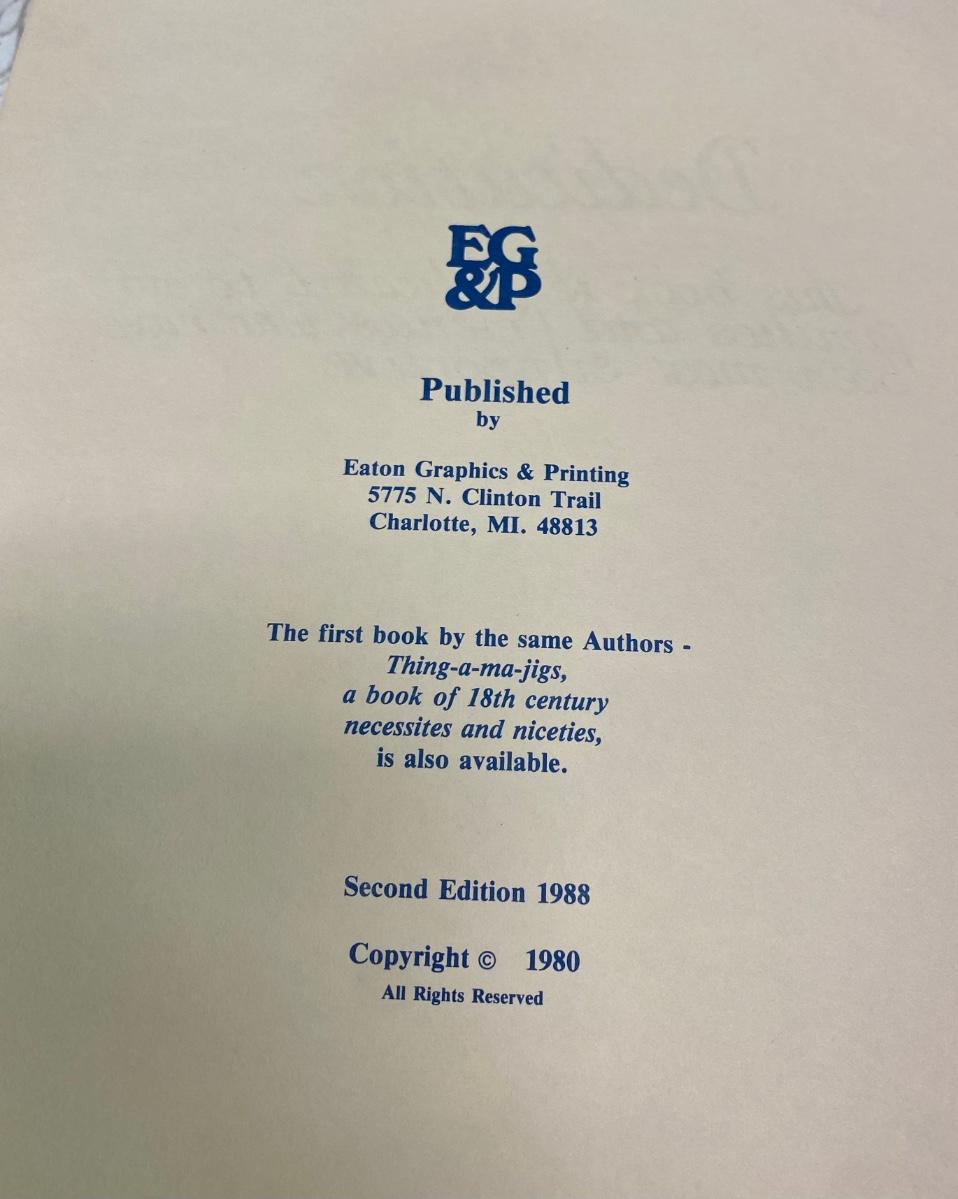 EG
&P
Published
by
Eaton Graphics & Printing
5775 N. Clinton Trail
Charlotte, MI. 48813
The first book by the same Authors -
Thing-a-ma-jigs,
a book of 18th century
necessites and niceties,
is also available.
Second Edition 1988
Copyright © 1980
All Rights Reserved
Dedication